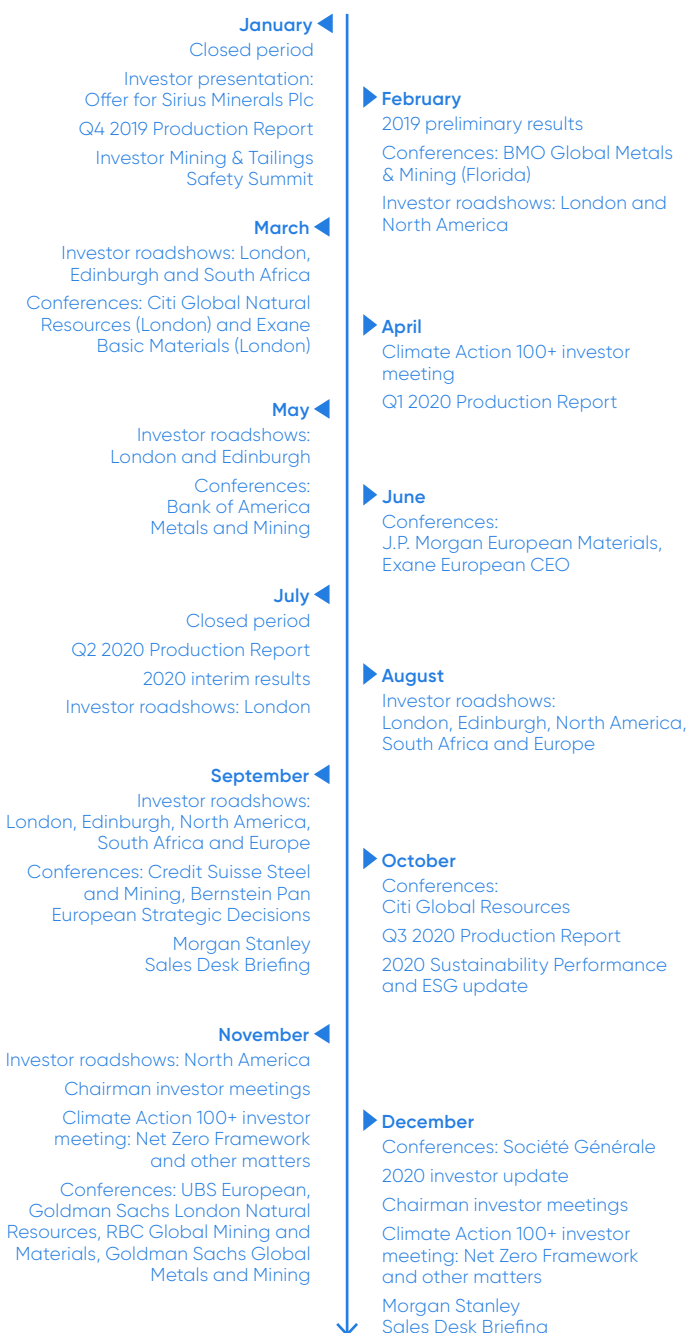 January
Closed period
Investor presentation:
Offer for Sirius Minerals Plc
Q4 2019 Production Report
Investor Mining & Tailings
Safety Summit
February
2019 preliminary results
Conferences: BMO Global Metals
& Mining (Florida)
Investor roadshows: London and
North America
March
Investor roadshows: London,
Edinburgh and South Africa
Conferences: Citi Global Natural
Resources (London) and Exane
Basic Materials (London)
April
Climate Action 100+ investor
meeting
Q1 2020 Production Report
May
Investor roadshows:
London and Edinburgh
Conferences:
Bank of America
Metals and Mining
June
Conferences:
J.P. Morgan European Materials,
Exane European CEO
July
Closed period
Q2 2020 Production Report
2020 interim results
Investor roadshows: London
August
Investor roadshows:
London, Edinburgh, North America,
South Africa and Europe
September
Investor roadshows:
London, Edinburgh, North America,
South Africa and Europe
Conferences: Credit Suisse Steel
and Mining, Bernstein Pan
European Strategic Decisions
Morgan Stanley
Sales Desk Briefing
October
Conferences:
Citi Global Resources
Q3 2020 Production Report
2020 Sustainability Performance
and ESG update
November
Investor roadshows: North America
Chairman investor meetings
Climate Action 100+ investor
meeting: Net Zero Framework
and other matters
Conferences: UBS European,
Goldman Sachs London Natural
Resources, RBC Global Mining and
Materials, Goldman Sachs Global
Metals and Mining
December
Conferences: Société Générale
2020 investor update
Chairman investor meetings
Climate Action 100+ investor
meeting: Net Zero Framework
and other matters
Morgan Stanley
Sales Desk Briefing